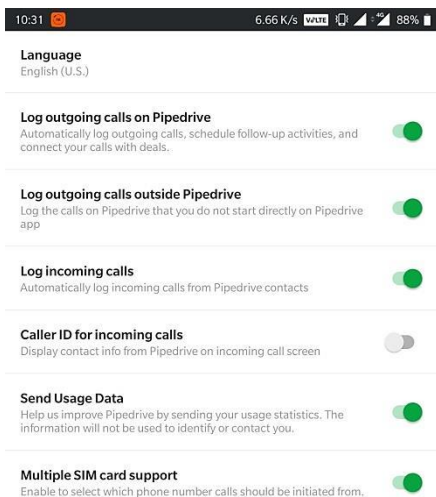 10:31 6.66 K/s VoLTE 4G 88%
Language
English (U.S.)
Log outgoing calls on Pipedrive
Automatically log outgoing calls, schedule follow-up activities, and
connect your calls with deals.
Log outgoing calls outside Pipedrive
Log the calls on Pipedrive that you do not start directly on Pipedrive
app
Log incoming calls
Automatically log incoming calls from Pipedrive contacts
Caller ID for incoming calls
Display contact info from Pipedrive on incoming call screen
Send Usage Data
Help us improve Pipedrive by sending your usage statistics. The
information will not be used to identify or contact you.
Multiple SIM card support
Enable to select which phone number calls should be initiated from.